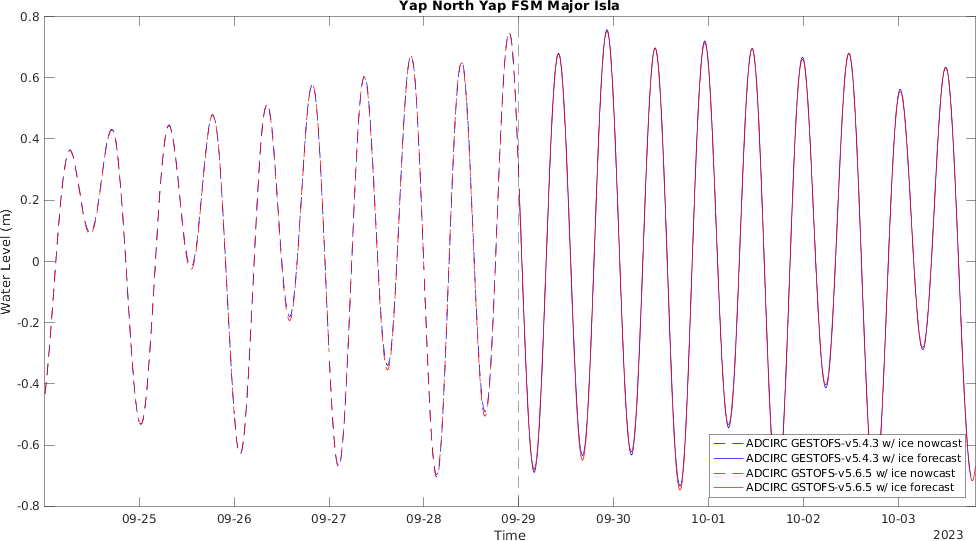 Yap North Yap FSM Major Isla
0.8
0.6
0.4
0.2
0
-0.2
-0.4
-0.6
-0.8
Water Level (m)
ADCIRC GESTOFS-v5.4.3 w/ ice nowcast
ADCIRC GESTOFS-v5.4.3 w/ ice forecast
ADCIRC GSTOFS-v5.6.5 w/ ice nowcast
ADCIRC GSTOFS-v5.6.5 w/ ice forecast
09-25 09-26 09-27 09-28 09-29 09-30 10-01 10-02 10-03
Time
2023